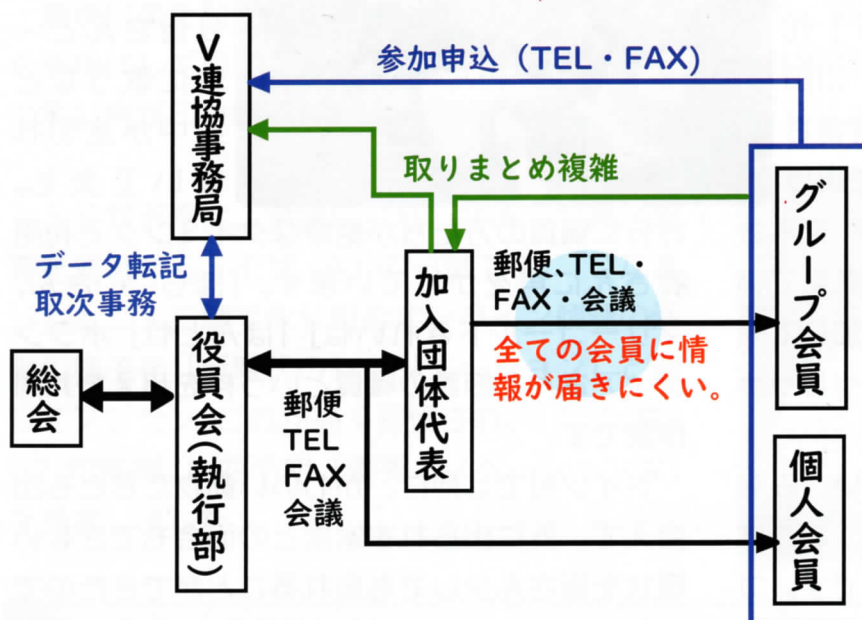 V連協事務局
参加申込（TEL・FAX)
取りまとめ複雑
データ転記
取次事務
総会
役員会(執行部)
郵便
TEL
FAX
会議
加入団体代表
郵便、TEL・
FAX・会議
全ての会員に情
報が届きにくい。
グループ会員
個人会員